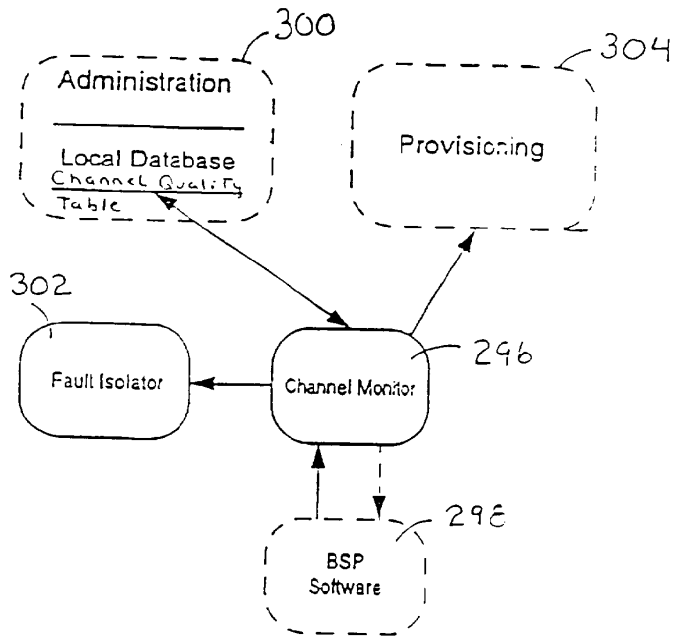 300
304
Administration
Provisioning
Local Database
Channel Quality
Table
302
296
Fault Isolator
Channel Monitor
298
BSP
Software